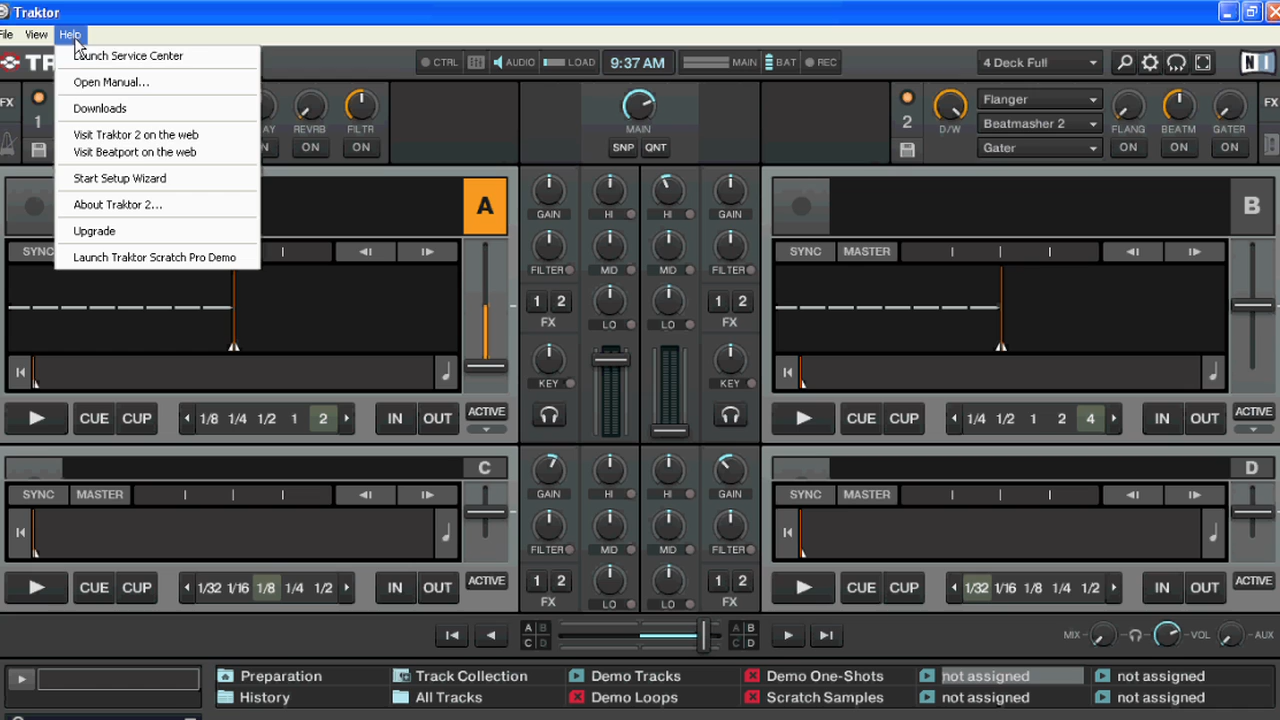 Traktor
File View Help
Launch Service Center
Open Manual...
Downloads
Visit Traktor 2 on the web
Visit Beatport on the web
Start Setup Wizard
About Traktor 2...
Upgrade
Launch Traktor Scratch Pro Demo
CTRL AUDIO LOAD 9:37 AM MAIN BAT REC
4 Deck Full
NI
FX
1
REVRB FILTR
ON ON
MAIN
SNP QNT
2
D/W
Flanger
Beatmasher 2
Gater
FLANG BEATM GATER
ON ON ON
FX
A
SYNC
GAIN HI HI GAIN
FILTER MID MID FILTER
1 2 LO LO 1 2
FX FX
KEY KEY
B
SYNC MASTER
CUE CUP 1/8 1/4 1/2 1 2 IN OUT ACTIVE
CUE CUP 1/4 1/2 1 2 4 IN OUT ACTIVE
C
SYNC MASTER
GAIN HI HI GAIN
FILTER MID MID FILTER
1 2 LO LO 1 2
FX FX
D
SYNC MASTER
CUE CUP 1/32 1/16 1/8 1/4 1/2 IN OUT ACTIVE
CUE CUP 1/32 1/16 1/8 1/4 1/2 IN OUT ACTIVE
A B
C D
A B
C D
MIX VOL AUX
Preparation Track Collection Demo Tracks Demo One-Shots not assigned not assigned
History All Tracks Demo Loops Scratch Samples not assigned not assigned